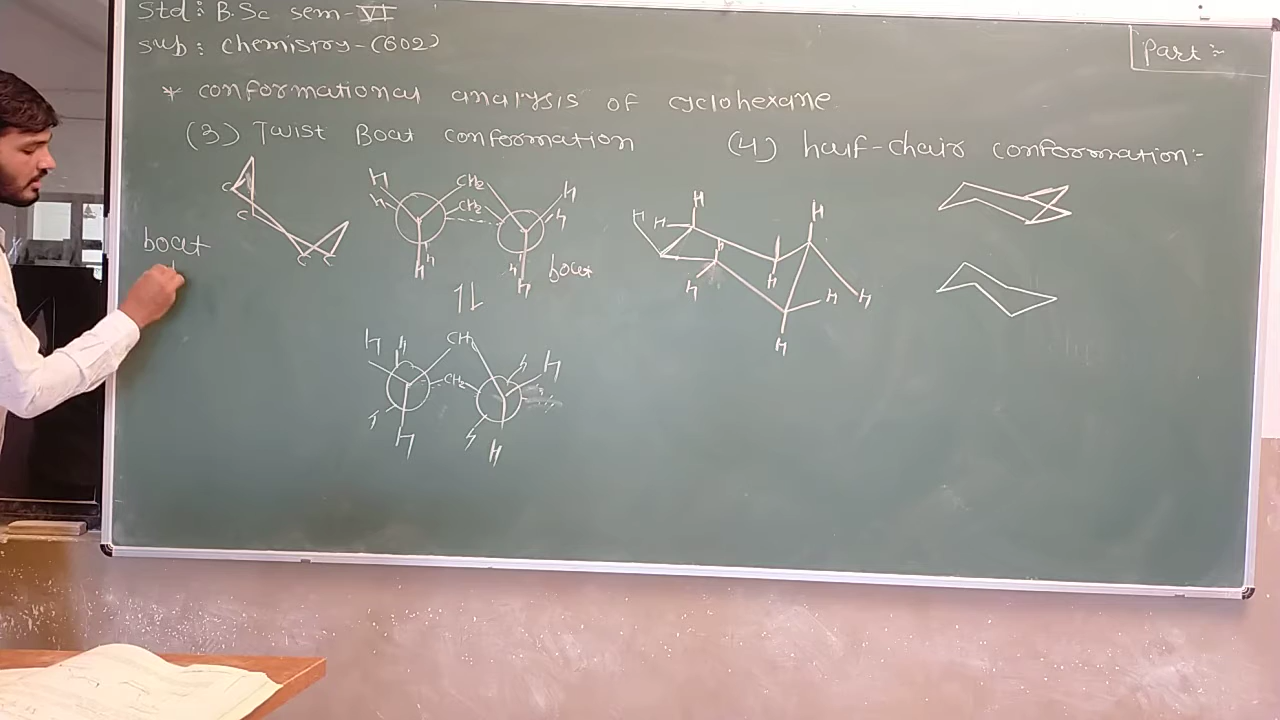 Std : B.Sc sem-VI
Sub : chemistry-(602)
Part :-
* conformational analysis of cyclohexane
(3) Twist Boat conformation
(4) half-chair conformation:-
C
C
C C
boat
H CH2 H
H CH2 H
H H
H H
boat
H H CH2 H
CH2
H H
H H
H H H
H H H
H H
H